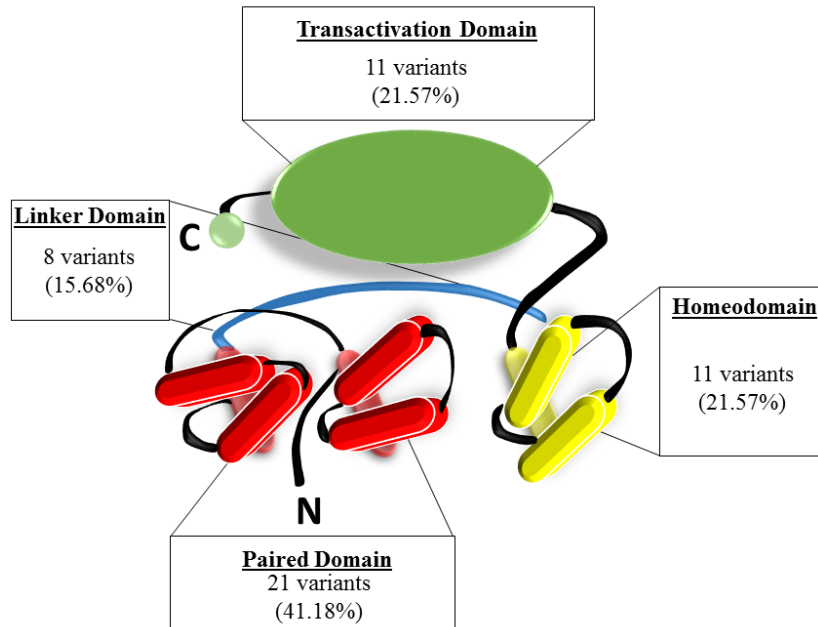 Transactivation Domain
11 variants
(21.57%)
Linker Domain
8 variants
(15.68%)
C
Homeodomain
11 variants
(21.57%)
N
Paired Domain
21 variants
(41.18%)